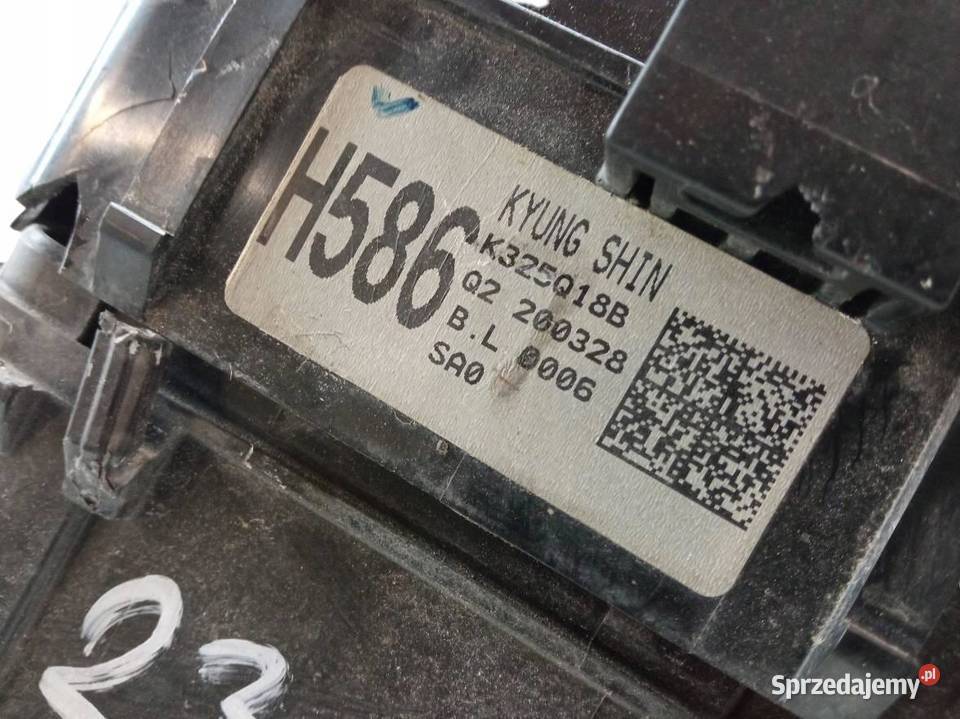 H586
KYUNG SHIN
K325Q18B
Q2 200328
B.L 0006
SA0
23
Sprzedajemy.pl